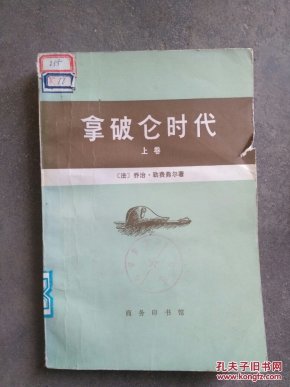 拿破仑时代
上卷
〔法〕乔治·勒费弗尔著
商务印书馆
孔夫子旧书网